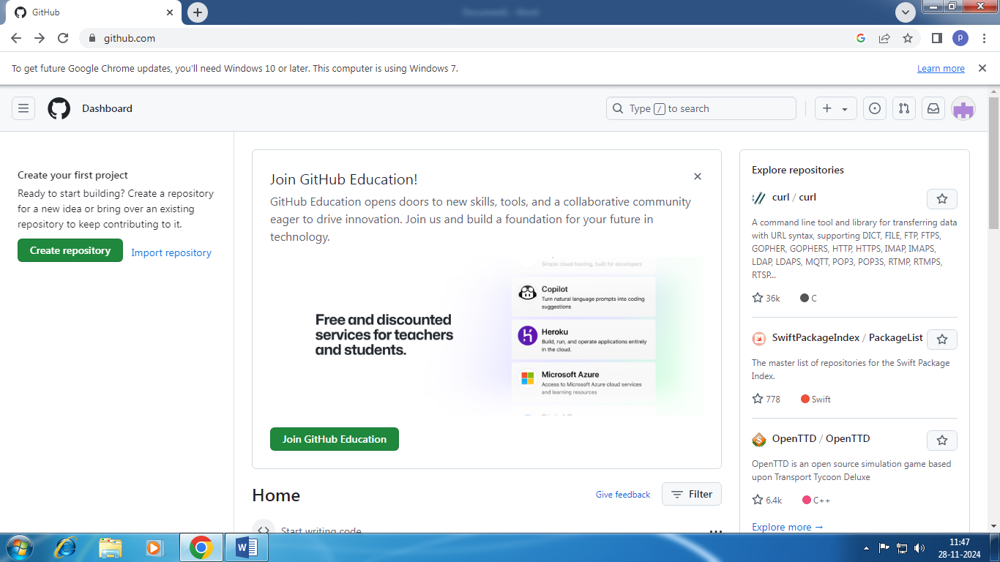 GitHub
github.com
P
To get future Google Chrome updates, you'll need Windows 10 or later. This computer is using Windows 7.
Learn more
Dashboard
Type / to search
Create your first project
Ready to start building? Create a repository
for a new idea or bring over an existing
repository to keep contributing to it.
Create repository
Import repository
Join GitHub Education!
GitHub Education opens doors to new skills, tools, and a collaborative community
eager to drive innovation. Join us and build a foundation for your future in
technology.
Free and discounted
services for teachers
and students.
Simple cloud hosting, built for developers
Copilot
Turn natural language prompts into coding
suggestions
Heroku
Build, run, and operate applications entirely
in the cloud.
Microsoft Azure
Access to Microsoft Azure cloud services
and learning resources
Join GitHub Education
Home
Give feedback
Filter
Start writing code
Explore repositories
curl / curl
A command line tool and library for transferring data
with URL syntax, supporting DICT, FILE, FTP, FTPS,
GOPHER, GOPHERS, HTTP, HTTPS, IMAP, IMAPS,
LDAP, LDAPS, MQTT, POP3, POP3S, RTMP, RTMPS,
RTSP...
36k C
SwiftPackageIndex / PackageList
The master list of repositories for the Swift Package
Index.
778 Swift
OpenTTD / OpenTTD
OpenTTD is an open source simulation game based
upon Transport Tycoon Deluxe
6.4k C++
Explore more →
W
11:47
28-11-2024